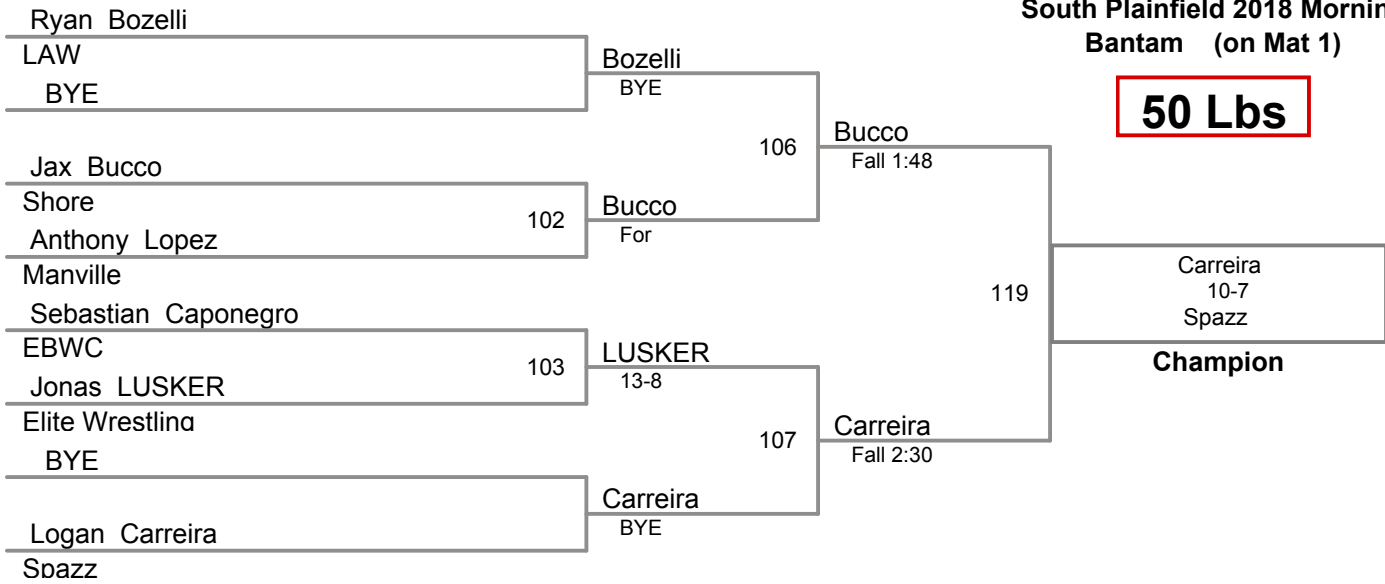 South Plainfield 2018 Mornin
Bantam (on Mat 1)
50 Lbs
Ryan Bozelli
LAW
BYE
Jax Bucco
Shore
Anthony Lopez
Manville
Sebastian Caponegro
EBWC
Jonas LUSKER
Elite Wrestling
BYE
Logan Carreira
Spazz
102
103
Bozelli
BYE
Bucco
For
LUSKER
13-8
Carreira
BYE
106
107
Bucco
Fall 1:48
Carreira
Fall 2:30
119
Carreira
10-7
Spazz
Champion